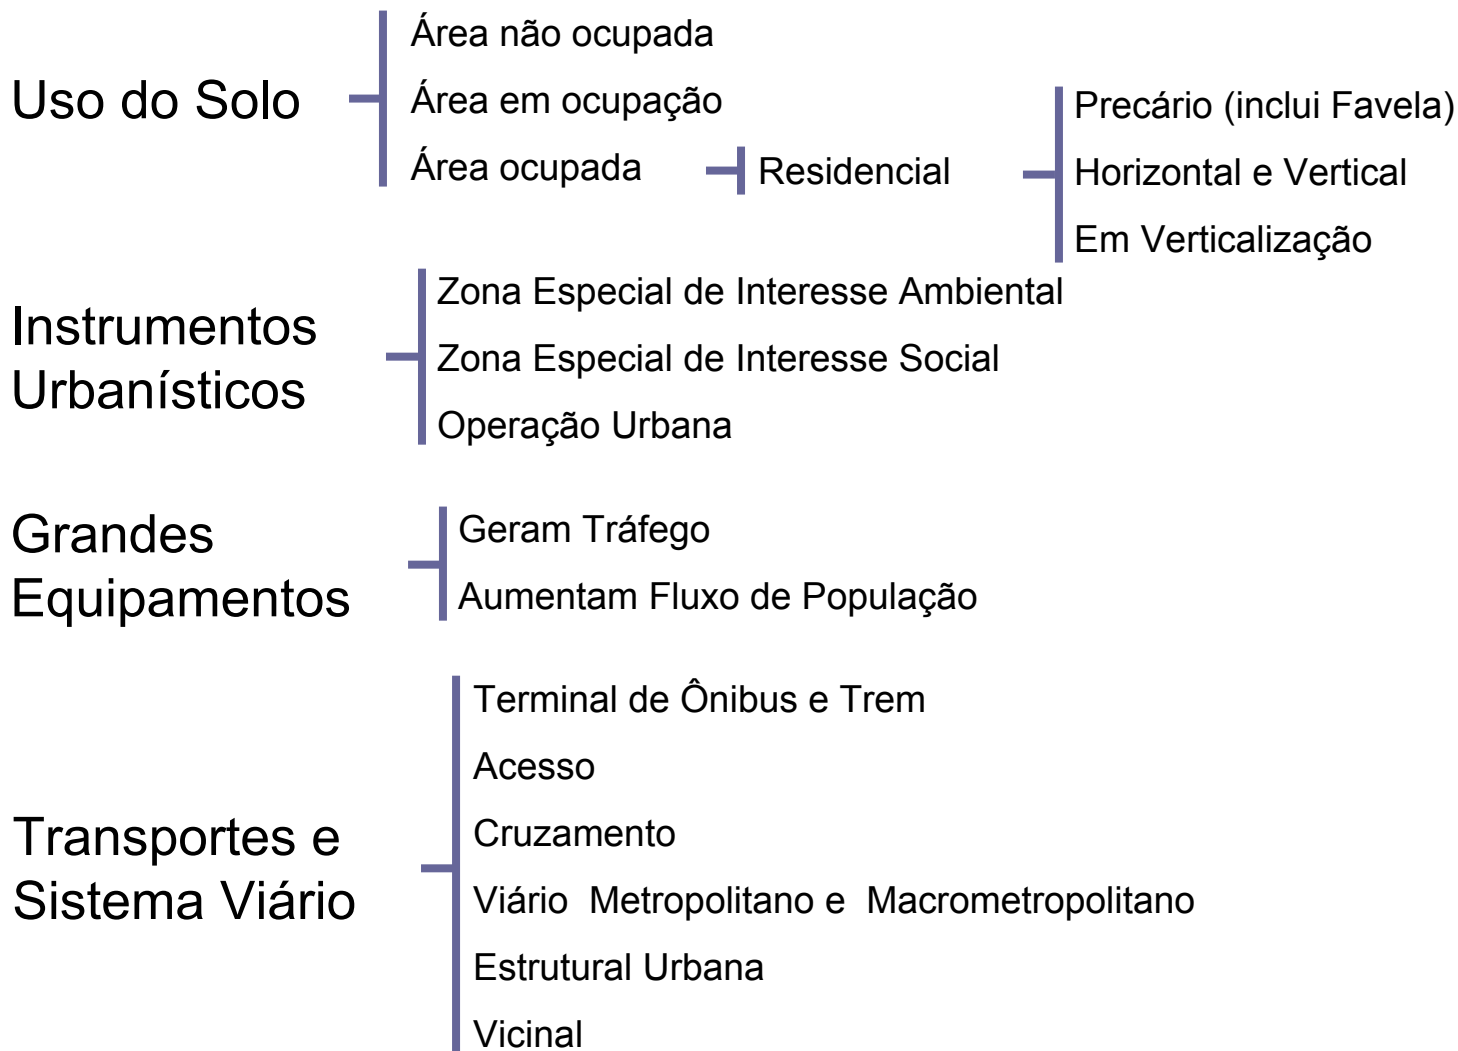 Uso do Solo
Área não ocupada
Área em ocupação
Área ocupada
Residencial
Precário (inclui Favela)
Horizontal e Vertical
Em Verticalização
Instrumentos
Urbanísticos
Zona Especial de Interesse Ambiental
Zona Especial de Interesse Social
Operação Urbana
Grandes
Equipamentos
Geram Tráfego
Aumentam Fluxo de População
Transportes e
Sistema Viário
Terminal de Ônibus e Trem
Acesso
Cruzamento
Viário Metropolitano e Macrometropolitano
Estrutural Urbana
Vicinal